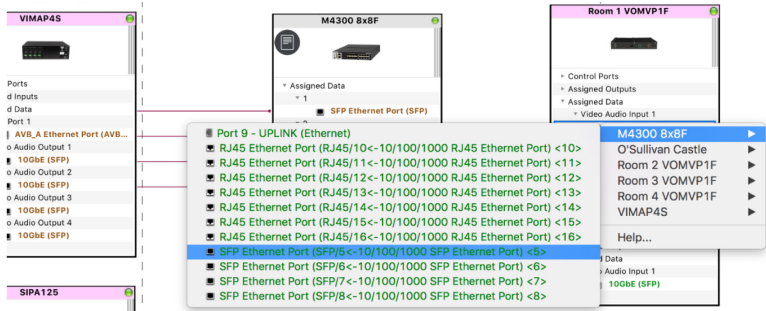 VIMAP4S
Ports
d Inputs
d Data
Port 1
AVB_A Ethernet Port (AVB...
o Audio Output 1
10GbE (SFP)
o Audio Output 2
10GbE (SFP)
o Audio Output 3
10GbE (SFP)
o Audio Output 4
10GbE (SFP)
SIPA125
M4300 8x8F
Assigned Data
1
SFP Ethernet Port (SFP)
Room 1 VOMVP1F
Control Ports
Assigned Outputs
Assigned Data
Video Audio Input 1
Port 9 - UPLINK (Ethernet)
RJ45 Ethernet Port (RJ45/10<-10/100/1000 RJ45 Ethernet Port) <10>
RJ45 Ethernet Port (RJ45/11<-10/100/1000 RJ45 Ethernet Port) <11>
RJ45 Ethernet Port (RJ45/12<-10/100/1000 RJ45 Ethernet Port) <12>
RJ45 Ethernet Port (RJ45/13<-10/100/1000 RJ45 Ethernet Port) <13>
RJ45 Ethernet Port (RJ45/14<-10/100/1000 RJ45 Ethernet Port) <14>
RJ45 Ethernet Port (RJ45/15<-10/100/1000 RJ45 Ethernet Port) <15>
RJ45 Ethernet Port (RJ45/16<-10/100/1000 RJ45 Ethernet Port) <16>
SFP Ethernet Port (SFP/5<-10/100/1000 SFP Ethernet Port) <5>
SFP Ethernet Port (SFP/6<-10/100/1000 SFP Ethernet Port) <6>
SFP Ethernet Port (SFP/7<-10/100/1000 SFP Ethernet Port) <7>
SFP Ethernet Port (SFP/8<-10/100/1000 SFP Ethernet Port) <8>
M4300 8x8F
O'Sullivan Castle
Room 2 VOMVP1F
Room 3 VOMVP1F
Room 4 VOMVP1F
VIMAP4S
Help...
d Data
o Audio Input 1
10GbE (SFP)